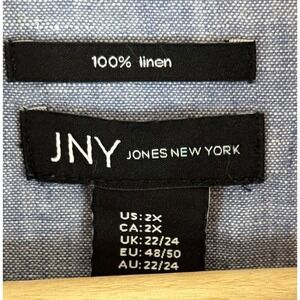 100% linen
JNY JONES NEW YORK
US: 2X
CA: 2X
UK: 22/24
EU: 48/50
AU: 22/24